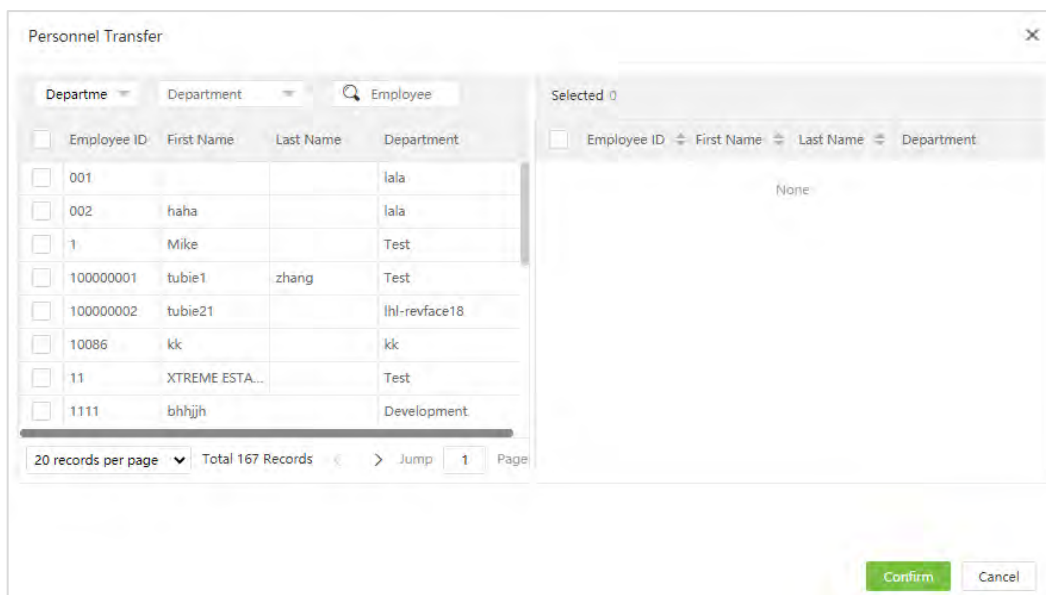 Personnel Transfer
Departme Department Employee
Employee ID First Name Last Name Department
001 lala
002 haha lala
1 Mike Test
100000001 tubie1 zhang Test
100000002 tubie21 lhl-revface18
10086 kk kk
11 XTREME ESTA... Test
1111 bhhjjh Development
20 records per page Total 167 Records < > Jump 1 Page
Selected 0
Employee ID First Name Last Name Department
None
Confirm Cancel